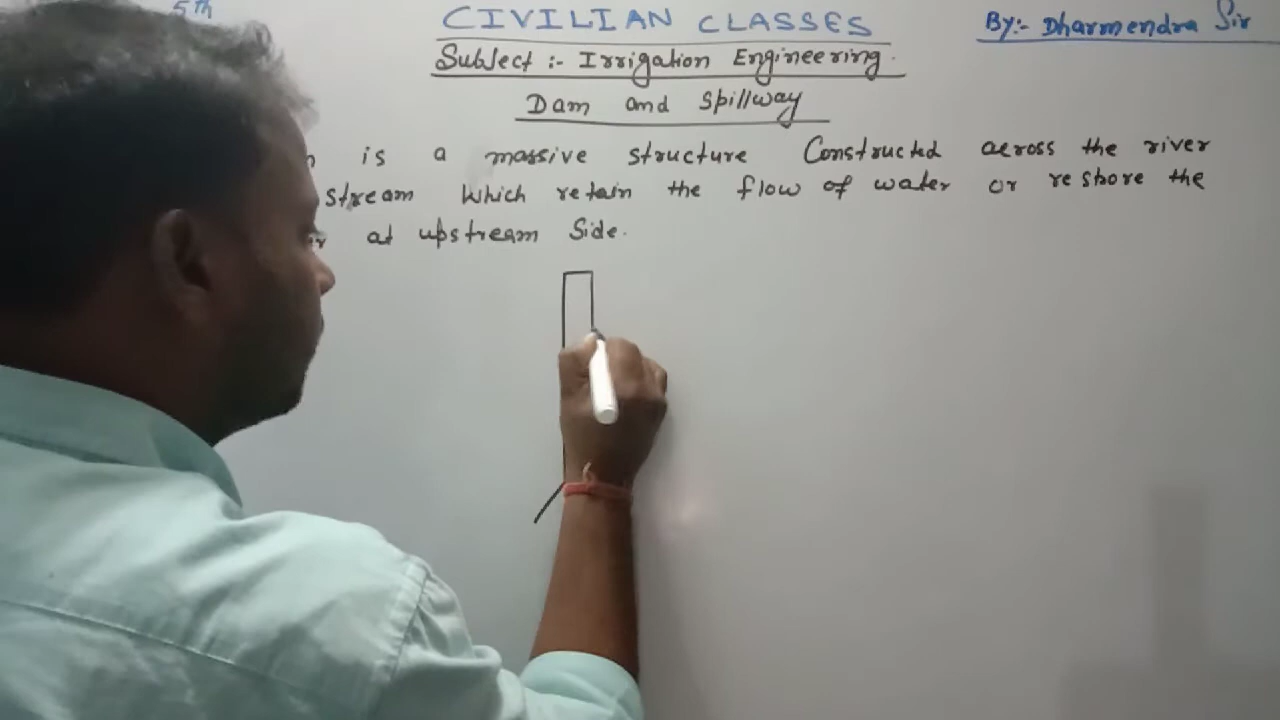 5th
CIVILIAN CLASSES
By:- Dharmendra Sir
Subject :- Irrigation Engineering.
Dam and Spillway
is a massive structure Constructed across the river
stream Which retain the flow of water or restore the
at upstream Side.